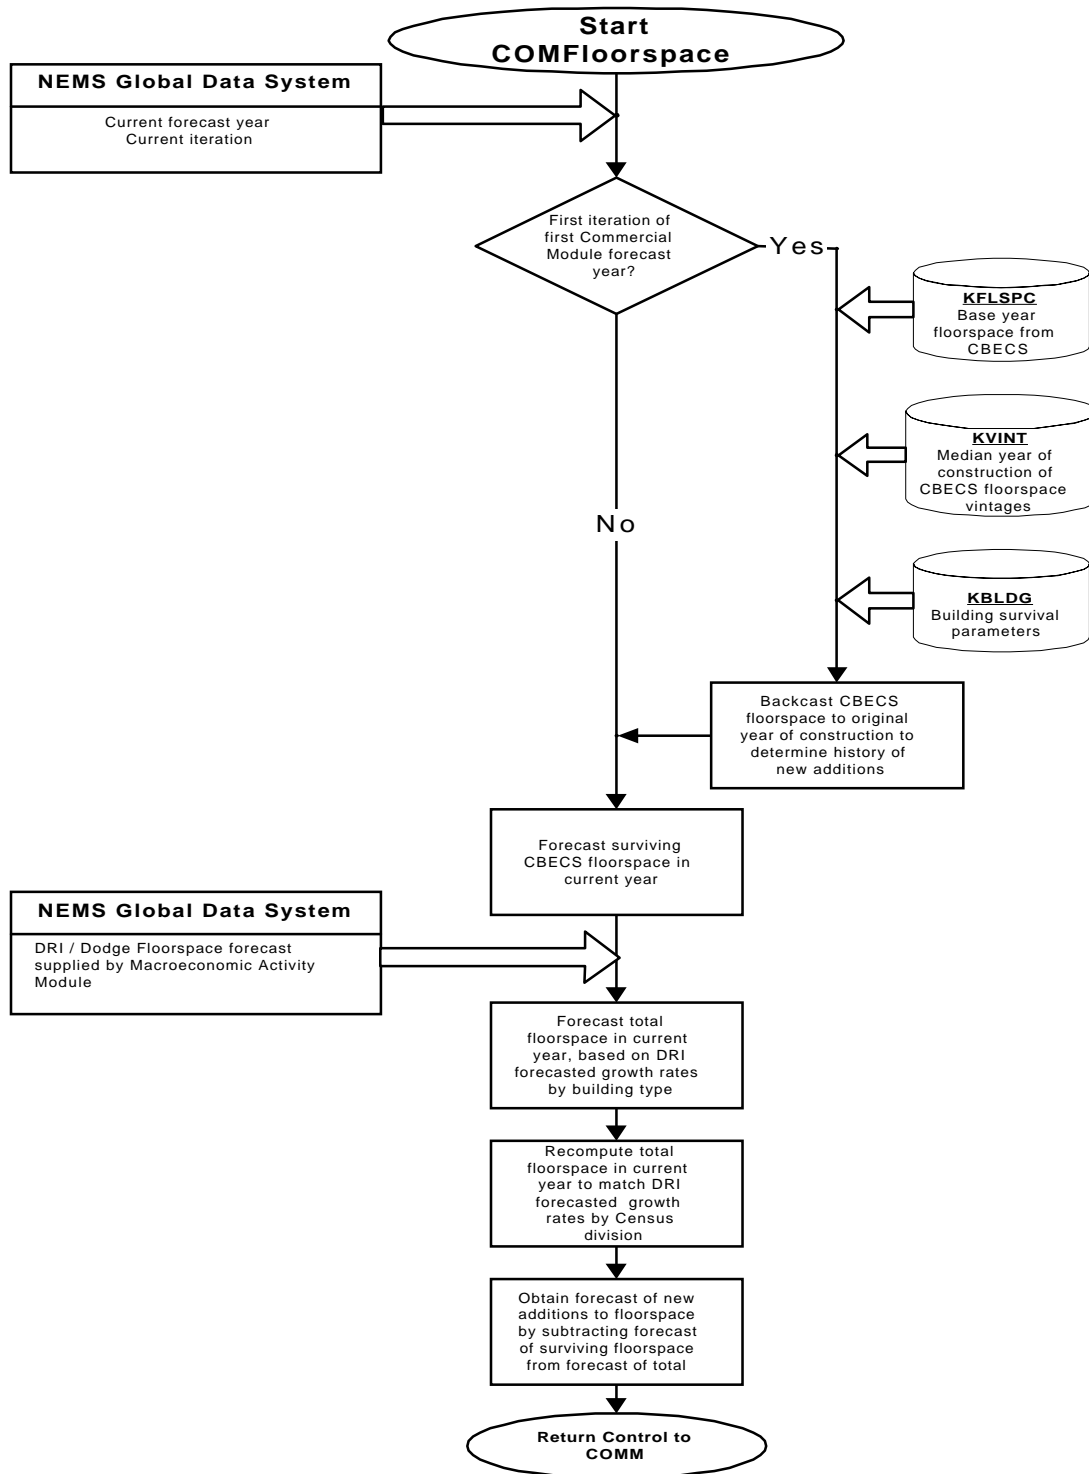 Start
COMFloorspace
NEMS Global Data System
Current forecast year
Current iteration
First iteration of
first Commercial
Module forecast
year?
Yes
KFLSPC
Base year
floorspace from
CBECS
KVINT
Median year of
construction of
CBECS floorspace
vintages
No
KBLDG
Building survival
parameters
Backcast CBECS
floorspace to original
year of construction to
determine history of
new additions
Forecast surviving
CBECS floorspace in
current year
NEMS Global Data System
DRI / Dodge Floorspace forecast
supplied by Macroeconomic Activity
Module
Forecast total
floorspace in current
year, based on DRI
forecasted growth rates
by building type
Recompute total
floorspace in current
year to match DRI
forecasted growth
rates by Census
division
Obtain forecast of new
additions to floorspace
by subtracting forecast
of surviving floorspace
from forecast of total
Return Control to
COMM